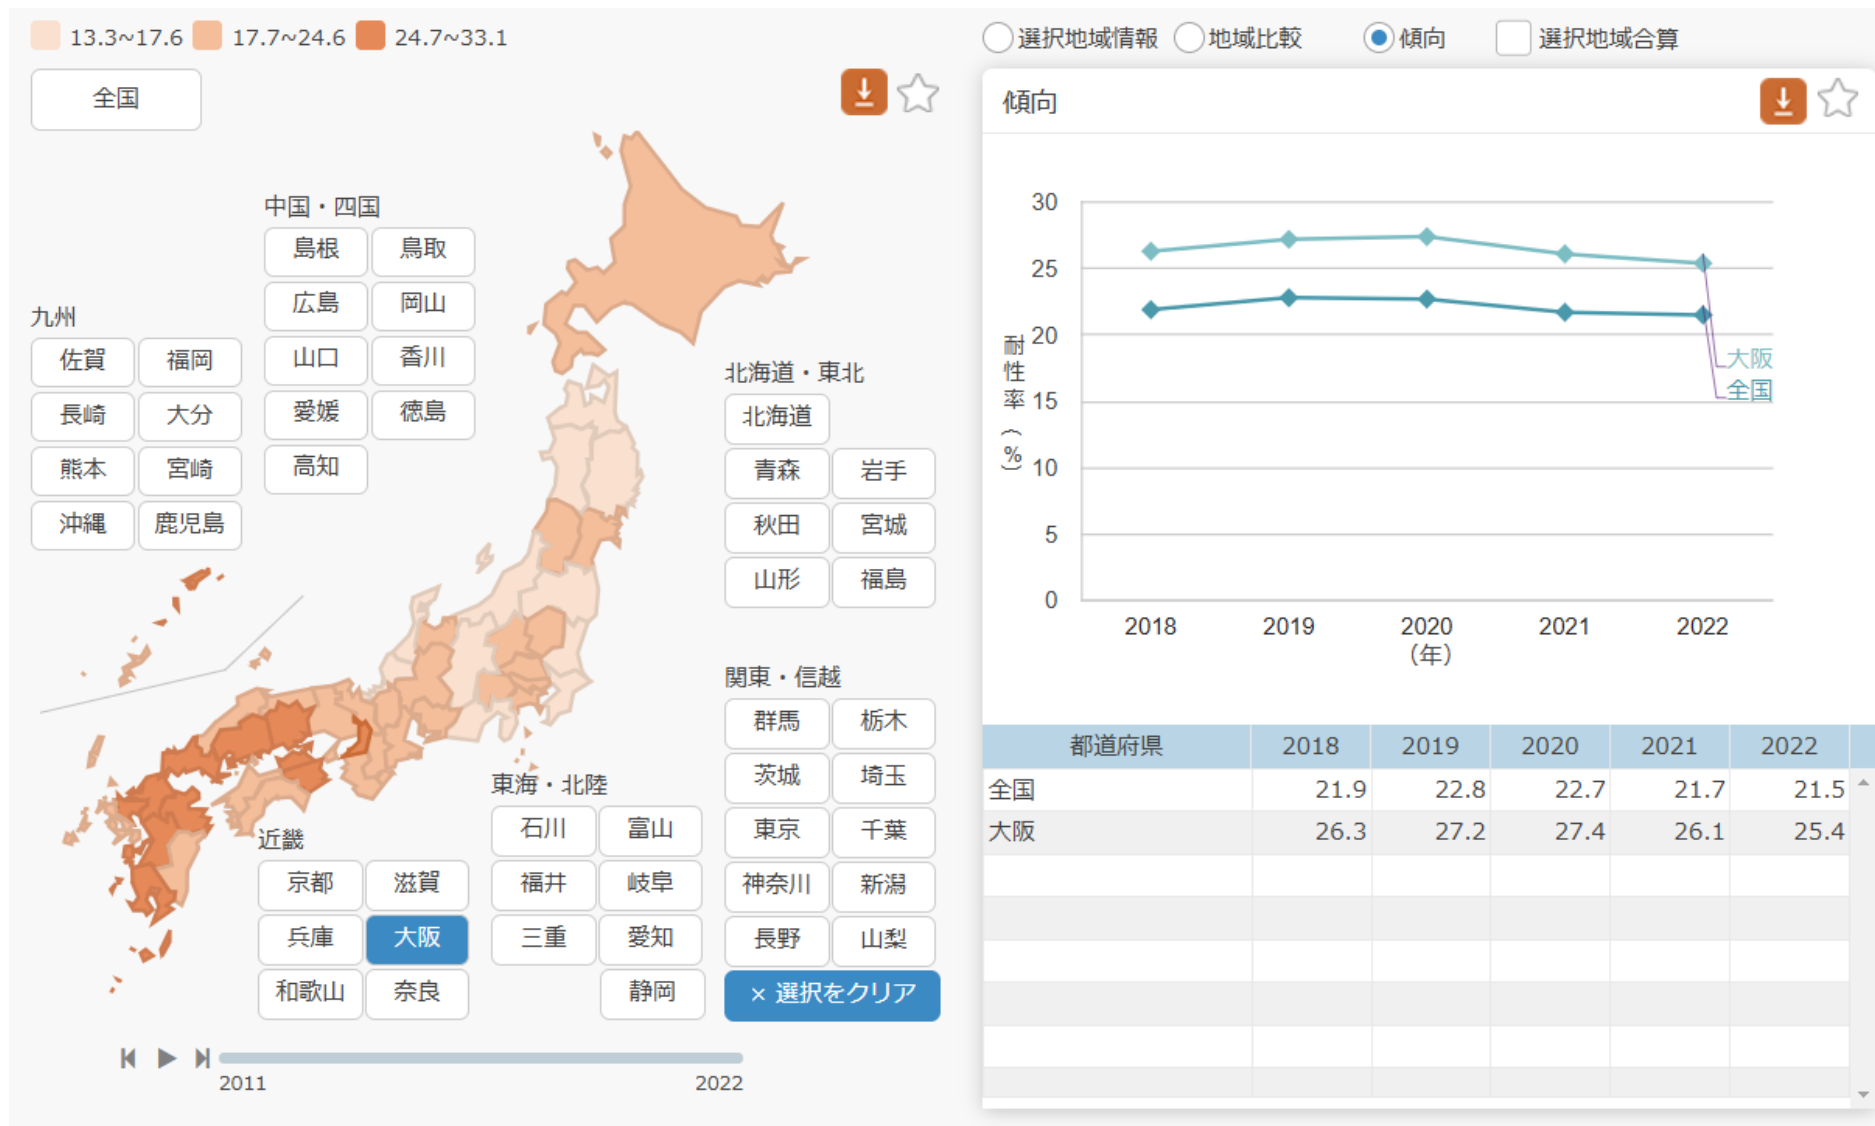 13.3~17.6 17.7~24.6 24.7~33.1
全国
中国・四国
島根 鳥取
広島 岡山
山口 香川
愛媛 徳島
高知
九州
佐賀 福岡
長崎 大分
熊本 宮崎
沖縄 鹿児島
北海道・東北
北海道
青森 岩手
秋田 宮城
山形 福島
関東・信越
群馬 栃木
茨城 埼玉
東京 千葉
神奈川 新潟
長野 山梨
× 選択をクリア
東海・北陸
石川 富山
福井 岐阜
三重 愛知
静岡
近畿
京都 滋賀
兵庫 大阪
和歌山 奈良
2011 2022
選択地域情報 地域比較 傾向 選択地域合算
傾向
耐性率(%)
30
25
20
15
10
5
0
大阪
全国
2018 2019 2020 2021 2022
(年)
都道府県 2018 2019 2020 2021 2022
全国 21.9 22.8 22.7 21.7 21.5
大阪 26.3 27.2 27.4 26.1 25.4